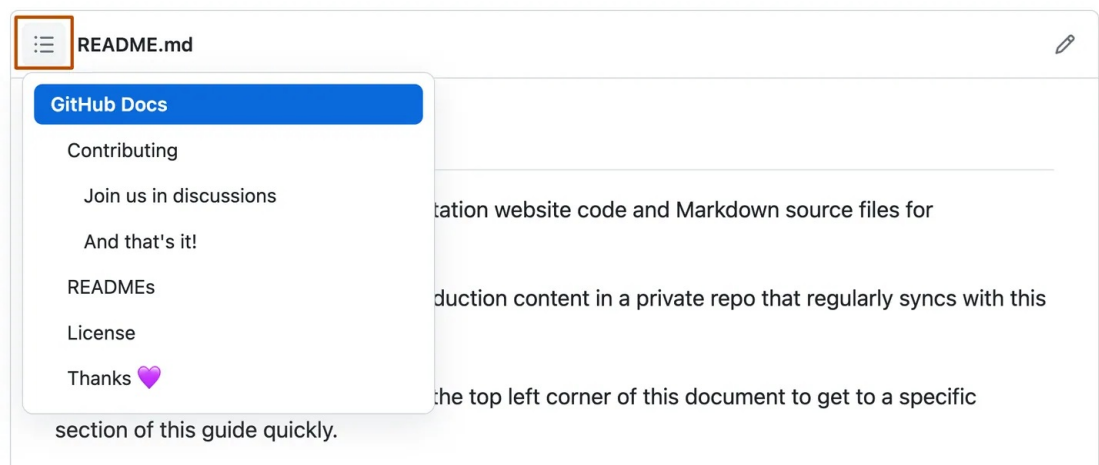 README.md
GitHub Docs
Contributing
Join us in discussions
And that's it!
READMEs
License
Thanks 💜
website code and Markdown source files for
content in a private repo that regularly syncs with this
the top left corner of this document to get to a specific
section of this guide quickly.